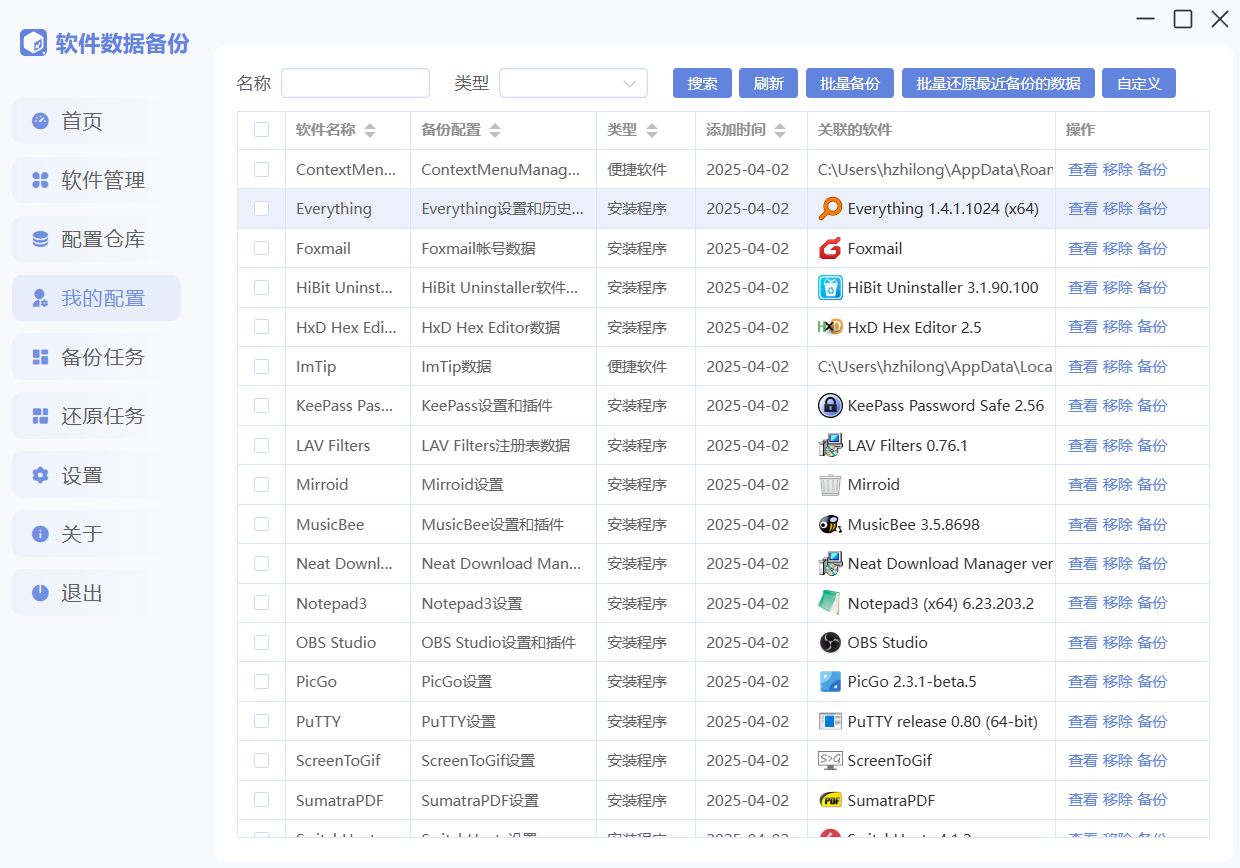 软件数据备份
首页
软件管理
配置仓库
我的配置
备份任务
还原任务
设置
关于
退出
名称 类型 搜索 刷新 批量备份 批量还原最近备份的数据 自定义
软件名称 备份配置 类型 添加时间 关联的软件 操作
ContextMen... ContextMenuManag... 便捷软件 2025-04-02 C:\Users\hzhilong\AppData\Roan 查看 移除 备份
Everything Everything设置和历史... 安装程序 2025-04-02 Everything 1.4.1.1024 (x64) 查看 移除 备份
Foxmail Foxmail帐号数据 安装程序 2025-04-02 Foxmail 查看 移除 备份
HiBit Uninst... HiBit Uninstaller软件... 安装程序 2025-04-02 HiBit Uninstaller 3.1.90.100 查看 移除 备份
HxD Hex Edi... HxD Hex Editor数据 安装程序 2025-04-02 HxD Hex Editor 2.5 查看 移除 备份
ImTip ImTip数据 便捷软件 2025-04-02 C:\Users\hzhilong\AppData\Loca 查看 移除 备份
KeePass Pas... KeePass设置和插件 安装程序 2025-04-02 KeePass Password Safe 2.56 查看 移除 备份
LAV Filters LAV Filters注册表数据 安装程序 2025-04-02 LAV Filters 0.76.1 查看 移除 备份
Mirroid Mirroid设置 安装程序 2025-04-02 Mirroid 查看 移除 备份
MusicBee MusicBee设置和插件 安装程序 2025-04-02 MusicBee 3.5.8698 查看 移除 备份
Neat Downl... Neat Download Man... 安装程序 2025-04-02 Neat Download Manager ver 查看 移除 备份
Notepad3 Notepad3设置 安装程序 2025-04-02 Notepad3 (x64) 6.23.203.2 查看 移除 备份
OBS Studio OBS Studio设置和插件 安装程序 2025-04-02 OBS Studio 查看 移除 备份
PicGo PicGo设置 安装程序 2025-04-02 PicGo 2.3.1-beta.5 查看 移除 备份
PuTTY PuTTY设置 安装程序 2025-04-02 PuTTY release 0.80 (64-bit) 查看 移除 备份
ScreenToGif ScreenToGif设置 安装程序 2025-04-02 ScreenToGif 查看 移除 备份
SumatraPDF SumatraPDF设置 安装程序 2025-04-02 SumatraPDF 查看 移除 备份